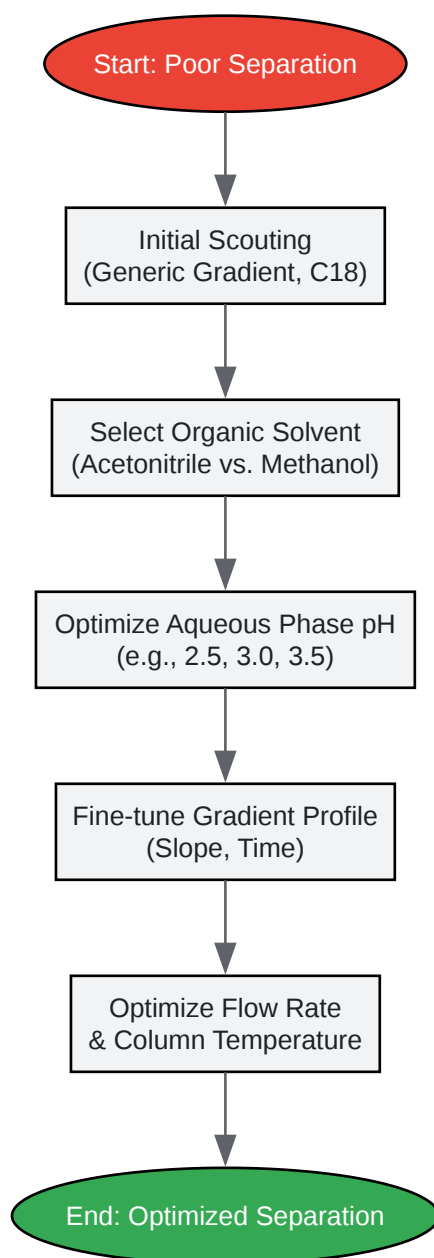 Start: Poor Separation
Initial Scouting
(Generic Gradient, C18)
Select Organic Solvent
(Acetonitrile vs. Methanol)
Optimize Aqueous Phase pH
(e.g., 2.5, 3.0, 3.5)
Fine-tune Gradient Profile
(Slope, Time)
Optimize Flow Rate
& Column Temperature
End: Optimized Separation